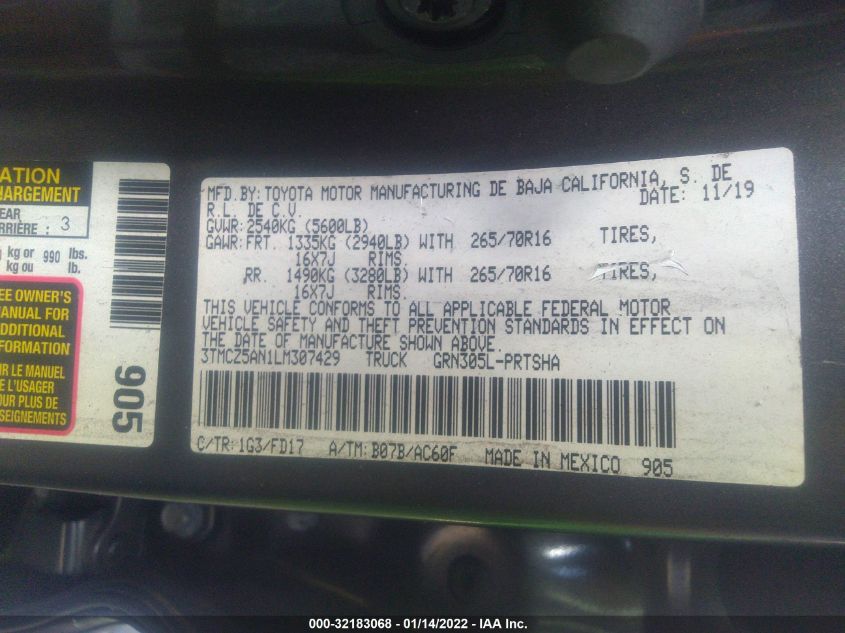 ATION
HARGEMENT
EAR
RRIÈRE : 3
kg or 990 lbs.
kg ou lb.
EE OWNER'S
MANUAL FOR
ADDITIONAL
FORMATION
IR LE MANUEL
E L'USAGER
POUR PLUS DE
SEIGNEMENTS
905
MFD.BY:TOYOTA MOTOR MANUFACTURING DE BAJA CALIFORNIA, S. DE
R.L. DE C.V. DATE: 11/19
GVWR:2540KG (5600LB)
GAWR:FRT. 1335KG (2940LB) WITH 265/70R16 TIRES,
16X7J RIMS.
RR. 1490KG (3280LB) WITH 265/70R16 TIRES,
16X7J RIMS.
THIS VEHICLE CONFORMS TO ALL APPLICABLE FEDERAL MOTOR
VEHICLE SAFETY AND THEFT PREVENTION STANDARDS IN EFFECT ON
THE DATE OF MANUFACTURE SHOWN ABOVE.
3TMCZ5AN1LM307429 TRUCK GRN305L-PRTSHA
C/TR:1G3/FD17 A/TM:B07B/AC60F MADE IN MEXICO 905
000-32183068 - 01/14/2022 - IAA Inc.